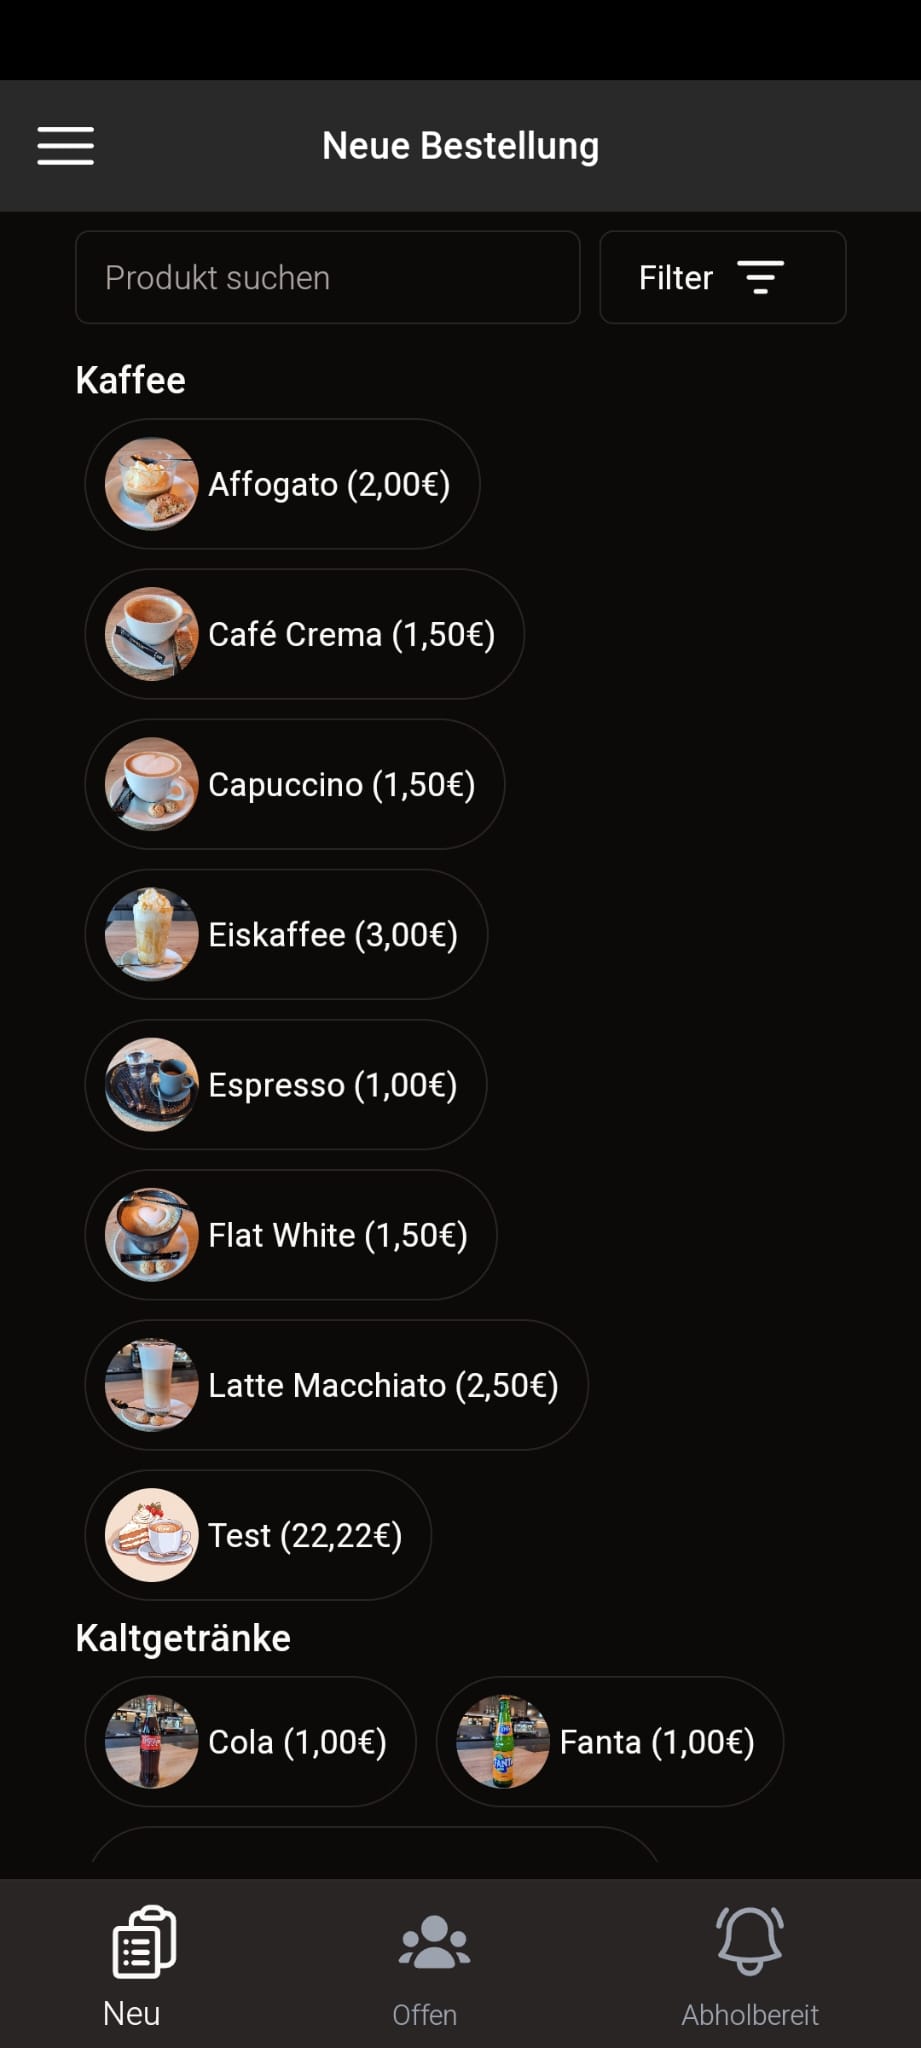 Neue Bestellung
Produkt suchen
Filter
Kaffee
Affogato (2,00€)
Café Crema (1,50€)
Capuccino (1,50€)
Eiskaffee (3,00€)
Espresso (1,00€)
Flat White (1,50€)
Latte Macchiato (2,50€)
Test (22,22€)
Kaltgetränke
Cola (1,00€)
Fanta (1,00€)
Neu
Offen
Abholbereit